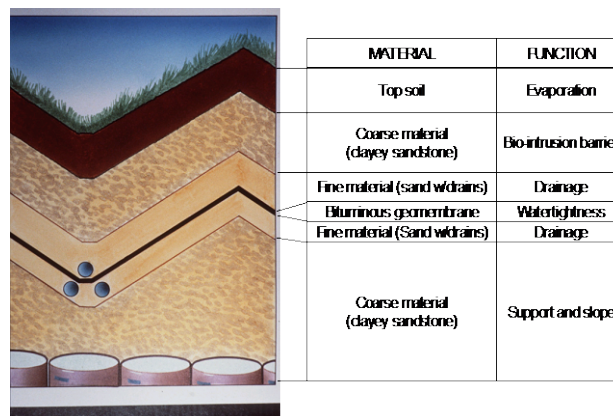 MATERIAL FUNCTION
Top soil Evaporation
Coarse material
(clayey sandstone) Bio-intrusion barrier
Fine material (sand w/drains) Drainage
Bituminous geomembrane Watertightness
Fine material (Sand w/drains) Drainage
Coarse material
(clayey sandstone) Support and slope